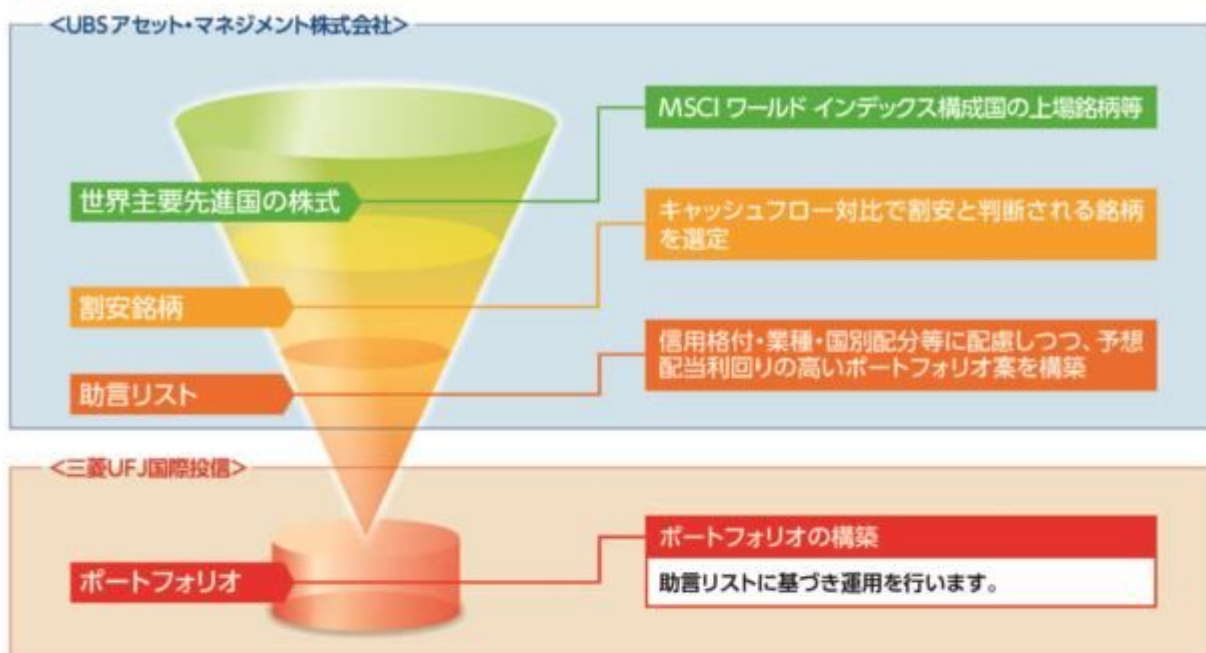 <UBSアセット・マネジメント株式会社>
MSCI ワールド インデックス構成国の上場銘柄等
世界主要先進国の株式
キャッシュフロー対比で割安と判断される銘柄
を選定
割安銘柄
信用格付・業種・国別配分等に配慮しつつ、予想
配当利回りの高いポートフォリオ案を構築
助言リスト
<三菱UFJ国際投信>
ポートフォリオの構築
ポートフォリオ
助言リストに基づき運用を行います。